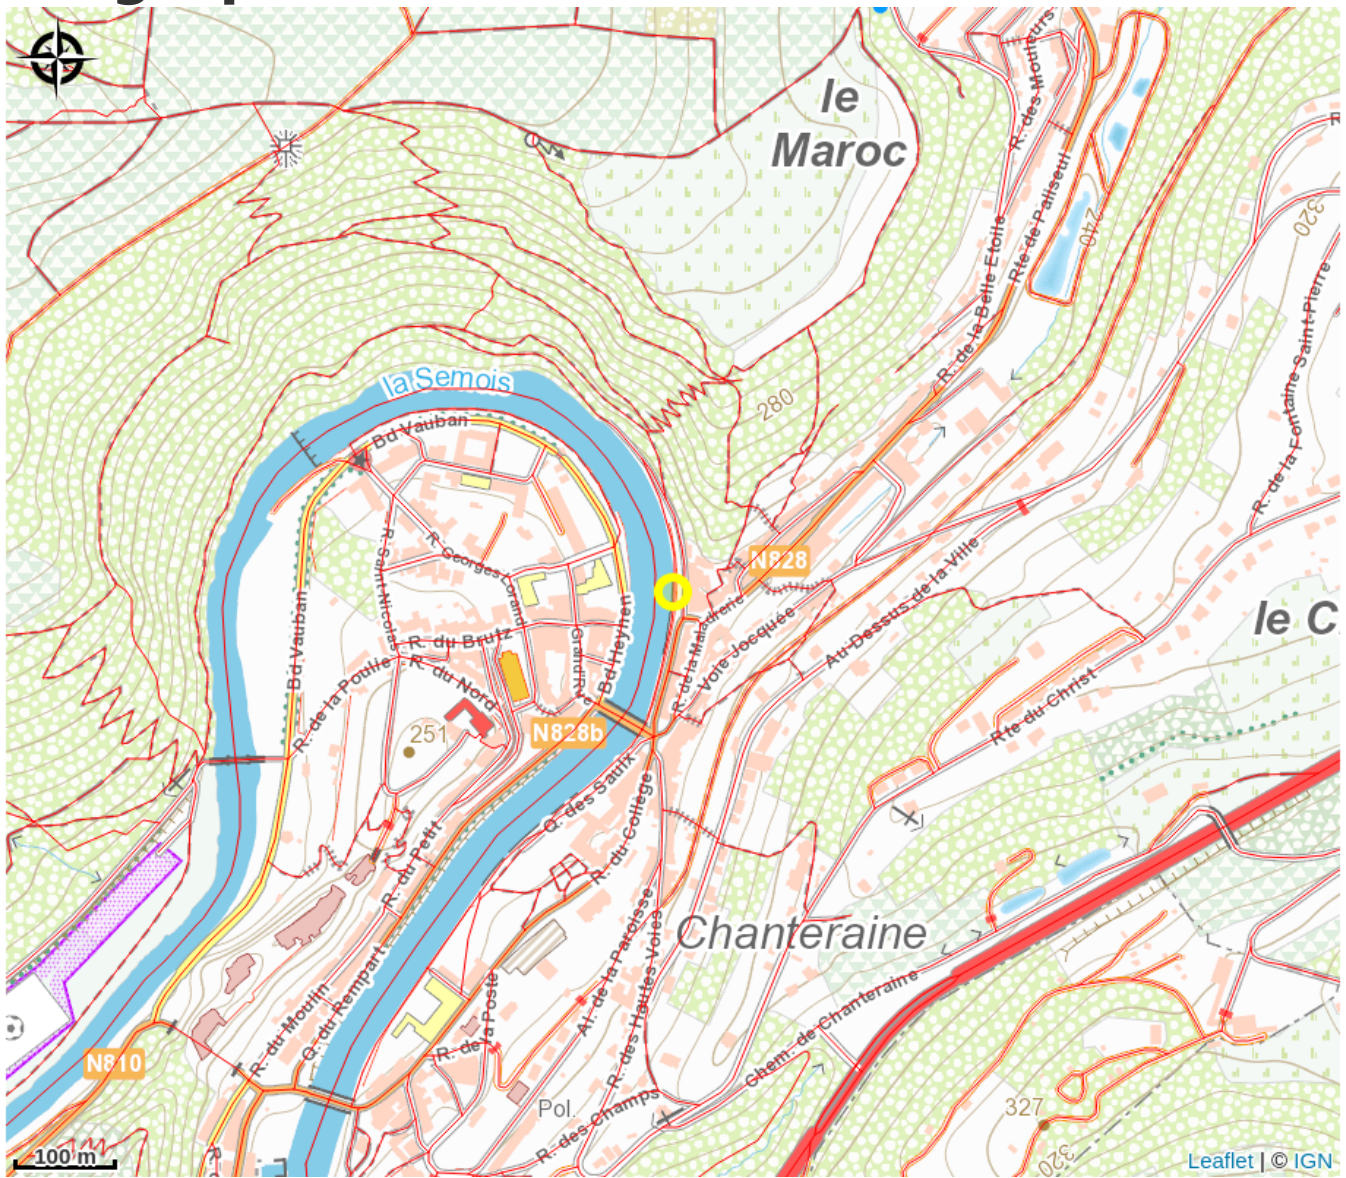 le
Maroc
R. des Mouleurs
Rte de Paliseul
240
320
R. de la Belle Etoile
R. de la Fontaine Saint-Pierre
la Semois
Bd Vauban
280
R. Saint Nicolas
R. Georges Lorand
N828
Au Dessus de la Ville
Bd Vauban
R. du Brutz
Grand'Rue
Bd Heynen
R. de la Maladrerie
Voie Jocquée
le C
R. de la Poulie
R. du Nord
251
N828b
Rte du Christ
Q. des Saulx
R. du Collège
R. du Petit
Chanteraine
Al. de la Paroisse
R. des Hautes Voies
R. du Moulin
Q. du Rempart
R. de la Poste
Chem. de Chanteraine
N810
Pol.
R. des Champs
327
320
100 m
Leaflet | © IGN